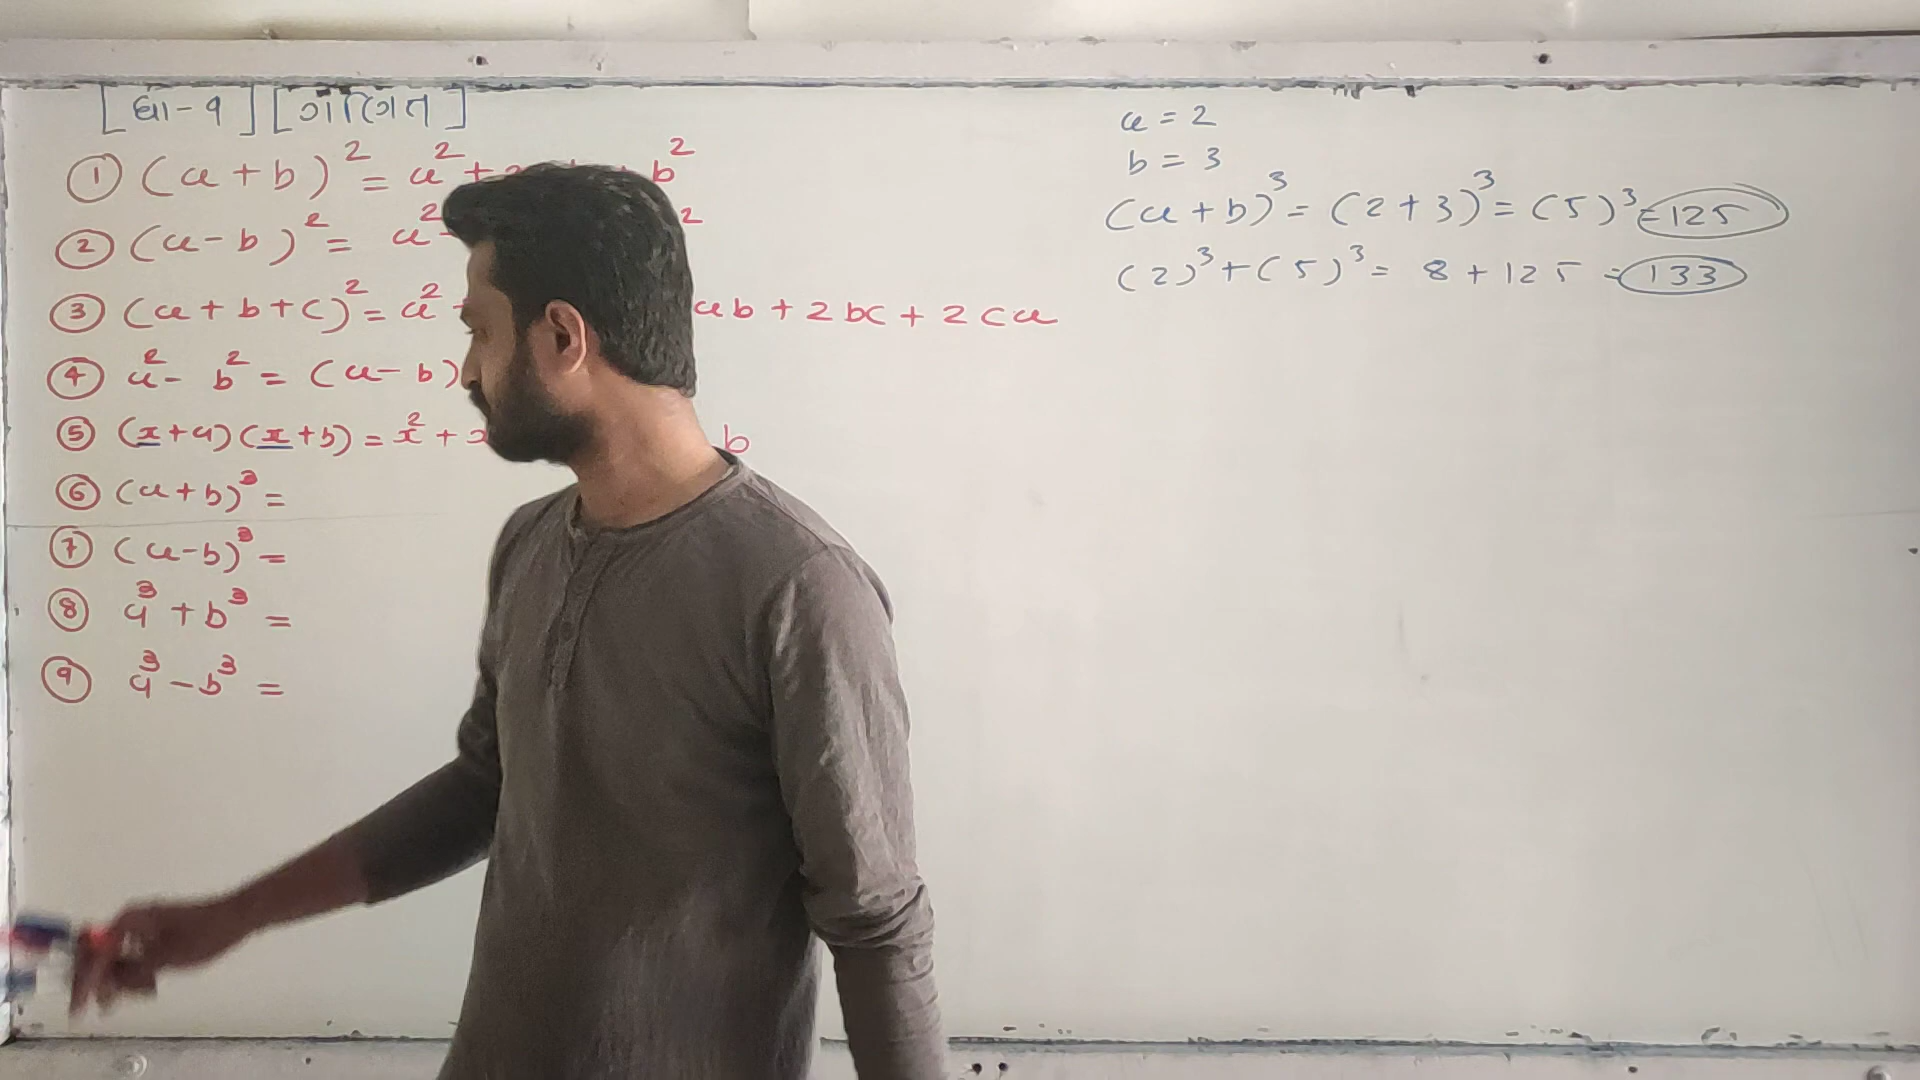 [ધો-૧] [ગણિત]
① (a+b)² = a² + b²
② (a-b)² = a² - ²
③ (a+b+c)² = a² + ab + 2bc + 2ca
④ a² - b² = (a-b)
⑤ (x+a)(x+b) = x² + b
⑥ (a+b)³ =
⑦ (a-b)³ =
⑧ a³ + b³ =
⑨ a³ - b³ =
a = 2
b = 3
(a+b)³ = (2+3)³ = (5)³ = 125
(2)³ + (5)³ = 8 + 125 = 133